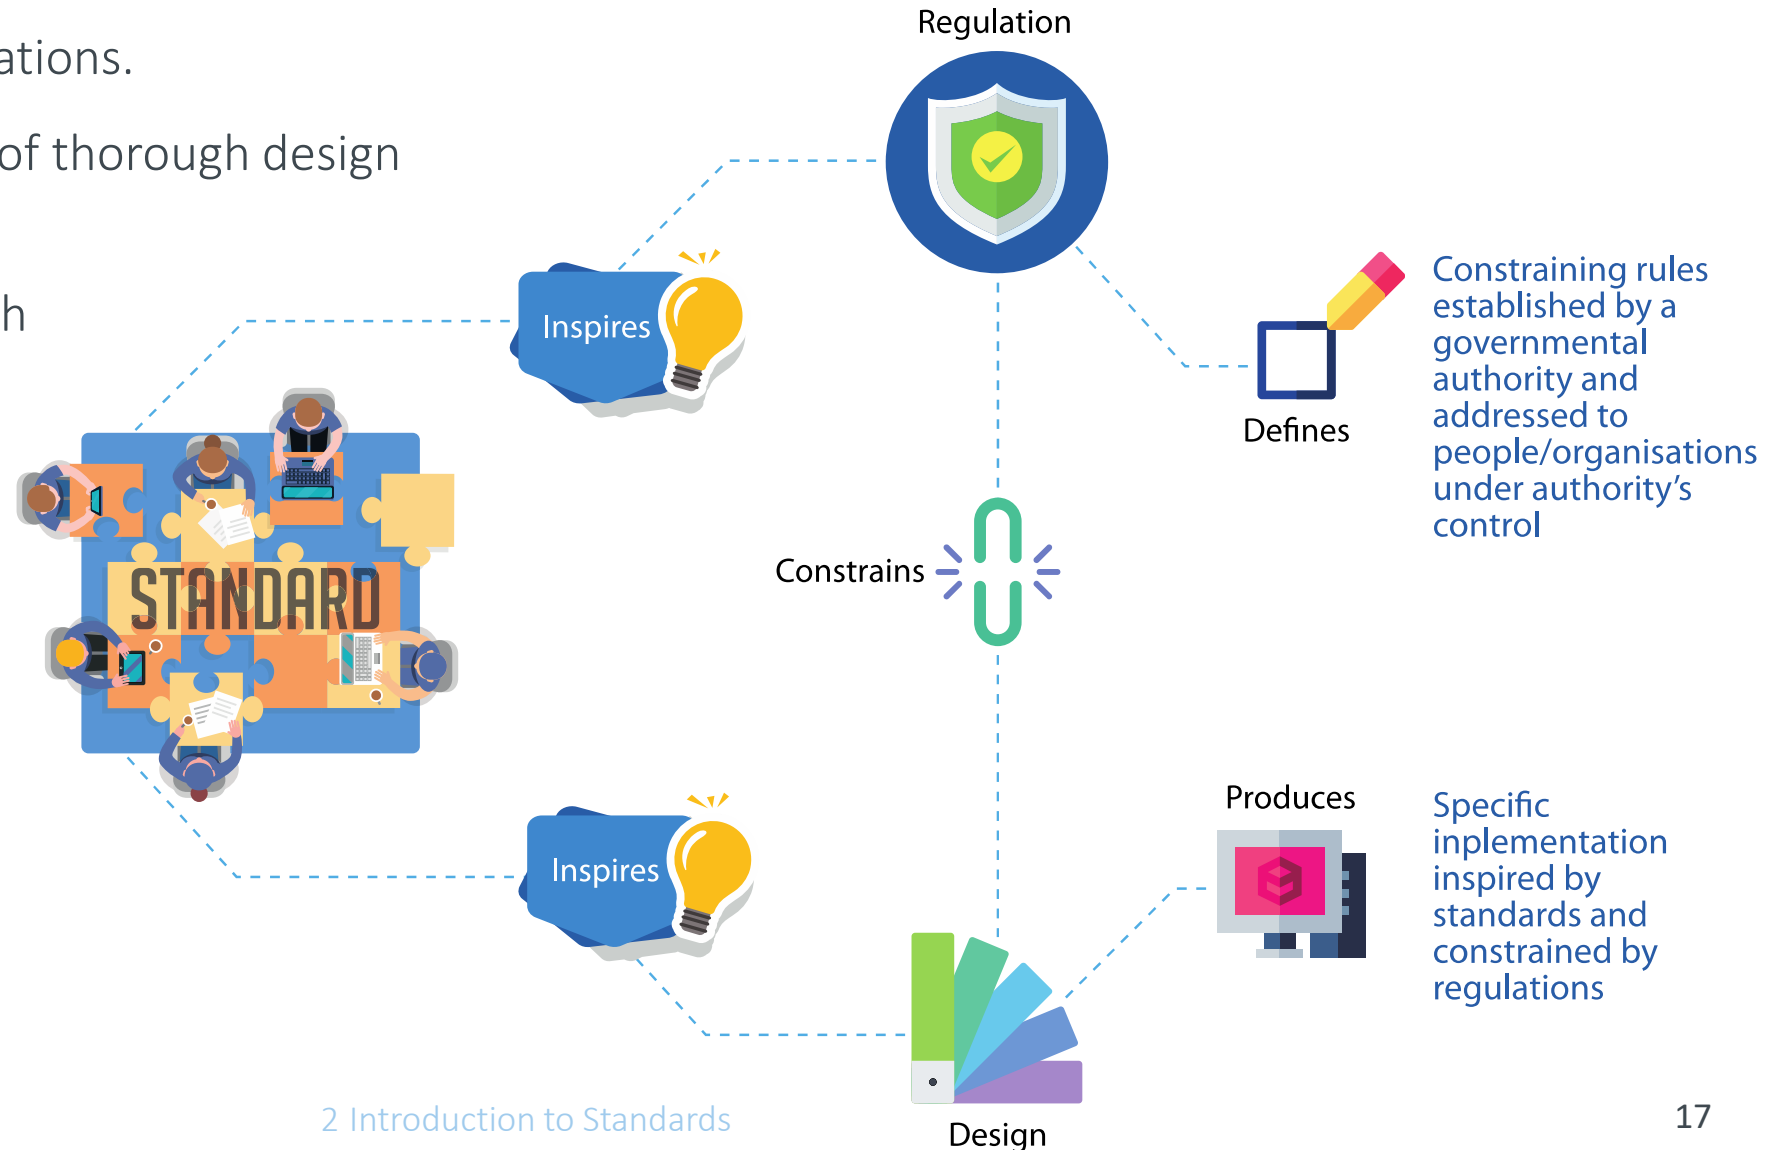 ations.
of thorough design
h
Regulation
Inspires
Constraining rules
established by a
governmental
authority and
addressed to
people/organisations
under authority’s
control
Defines
STANDARD
Constrains
Inspires
Produces
Specific
inplementation
inspired by
standards and
constrained by
regulations
Design
2 Introduction to Standards
17